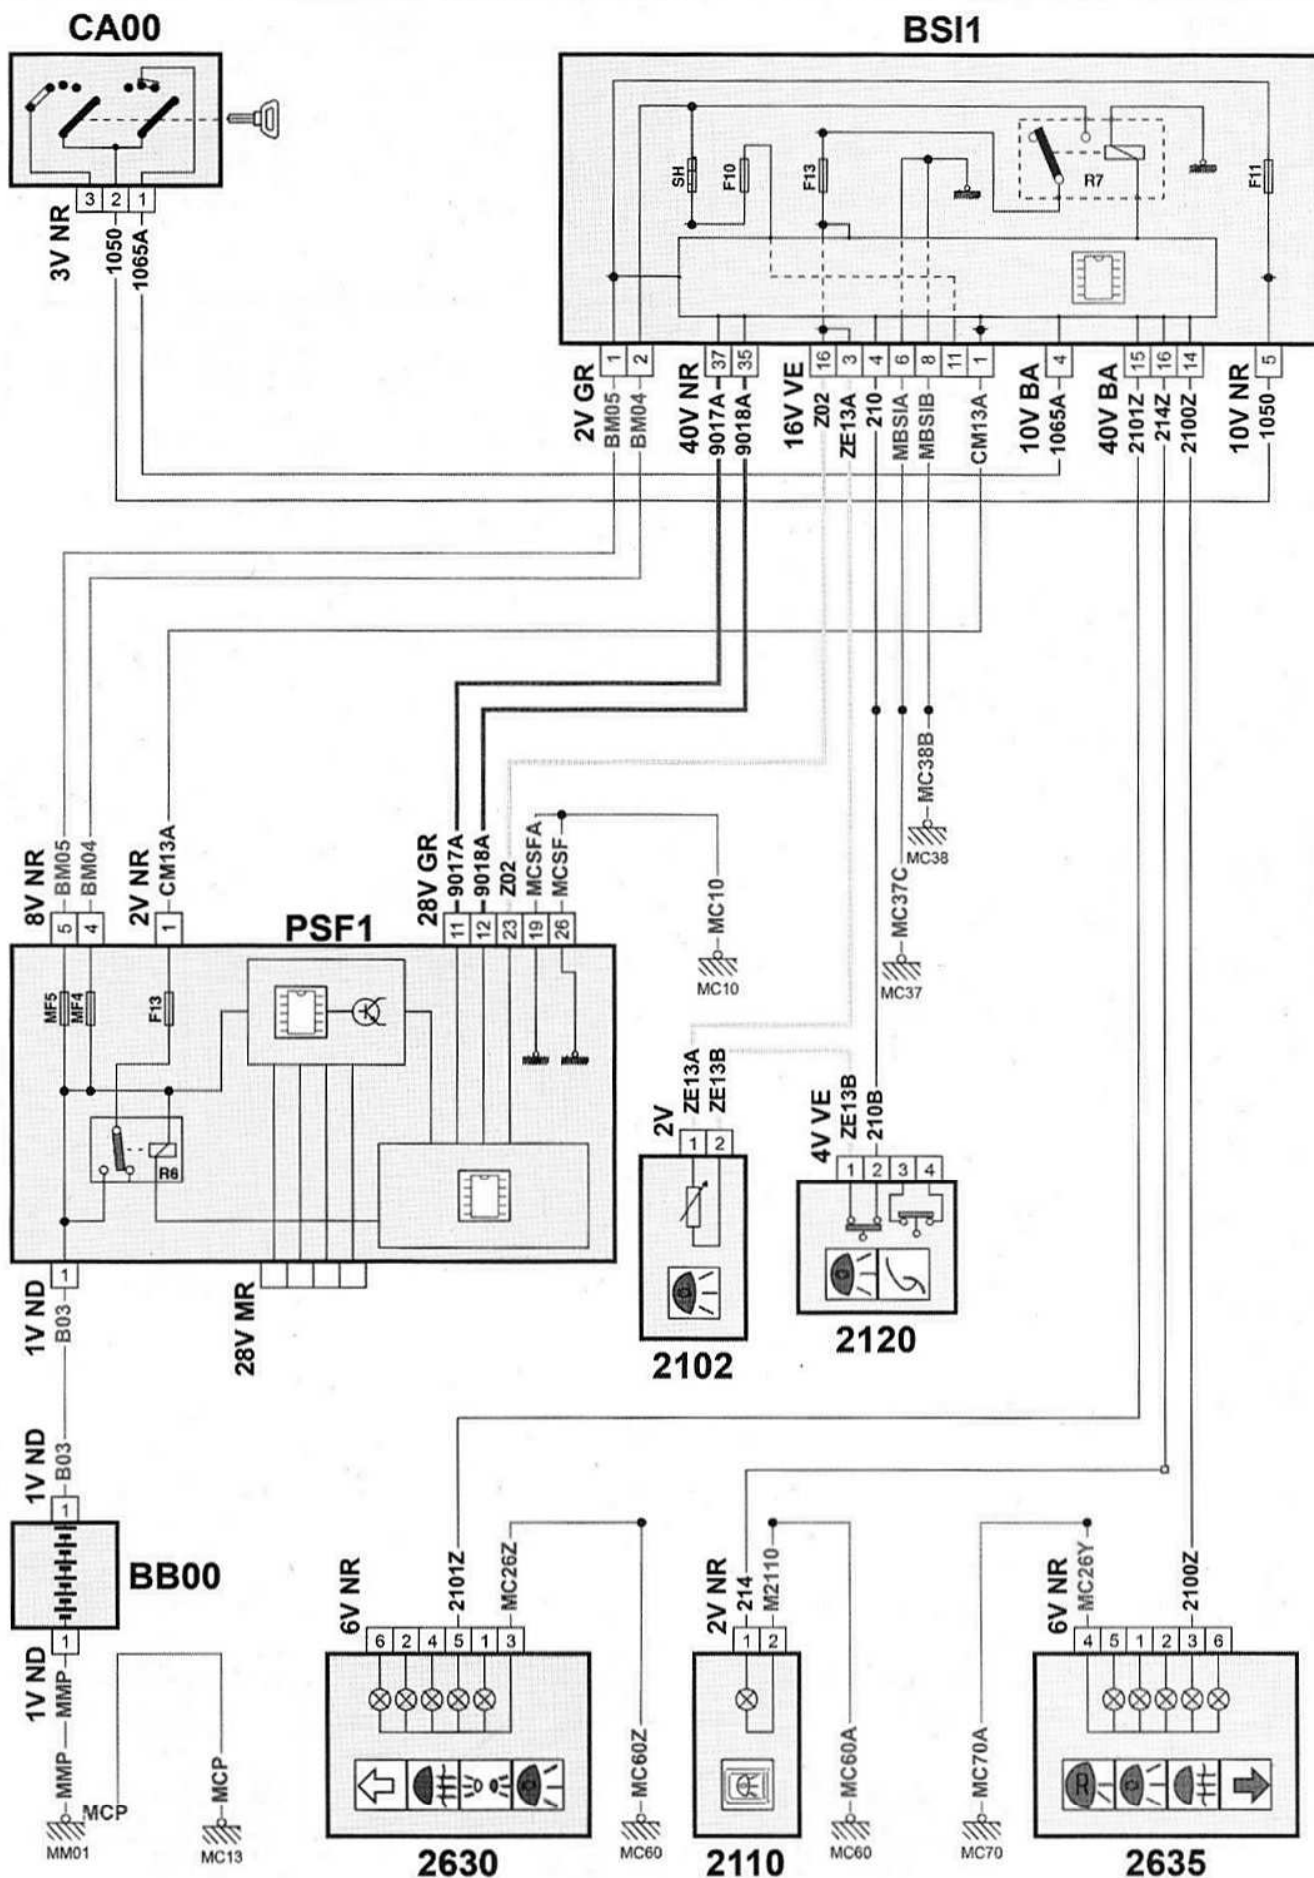 CA00
BSI1
3 2 1
3V NR
1050
1065A
SH
F10
F13
R7
F11
1 2 37 35 16 3 4 6 8 11 1 4 15 16 14 5
2V GR
BM05
BM04
40V NR
9017A
9018A
16V VE
Z02
ZE13A
210
MBSIA
MBSIB
CM13A
10V BA
1065A
40V BA
2101Z
214Z
2100Z
10V NR
1050
MC38B
MC38
MC37C
MC37
8V NR
BM05
BM04
2V NR
CM13A
PSF1
28V GR
9017A
9018A
Z02
MCSFA
MCSF
MC10
MC10
5 4 1 11 12 23 19 26
MF5
MF4
F13
R6
1
1V ND
B03
28V MR
2V
ZE13A
ZE13B
1 2
2102
4V VE
ZE13B
210B
1 2 3 4
2120
1V ND
B03
1
BB00
1
1V ND
MMP
MMP
MCP
MM01
MCP
MC13
6V NR
2101Z
MC26Z
6 2 4 5 1 3
2630
MC60Z
MC60
2V NR
214
M2110
1 2
2110
MC60A
MC60
MC70A
MC70
6V NR
MC26Y
2100Z
4 5 1 2 3 6
R
2635